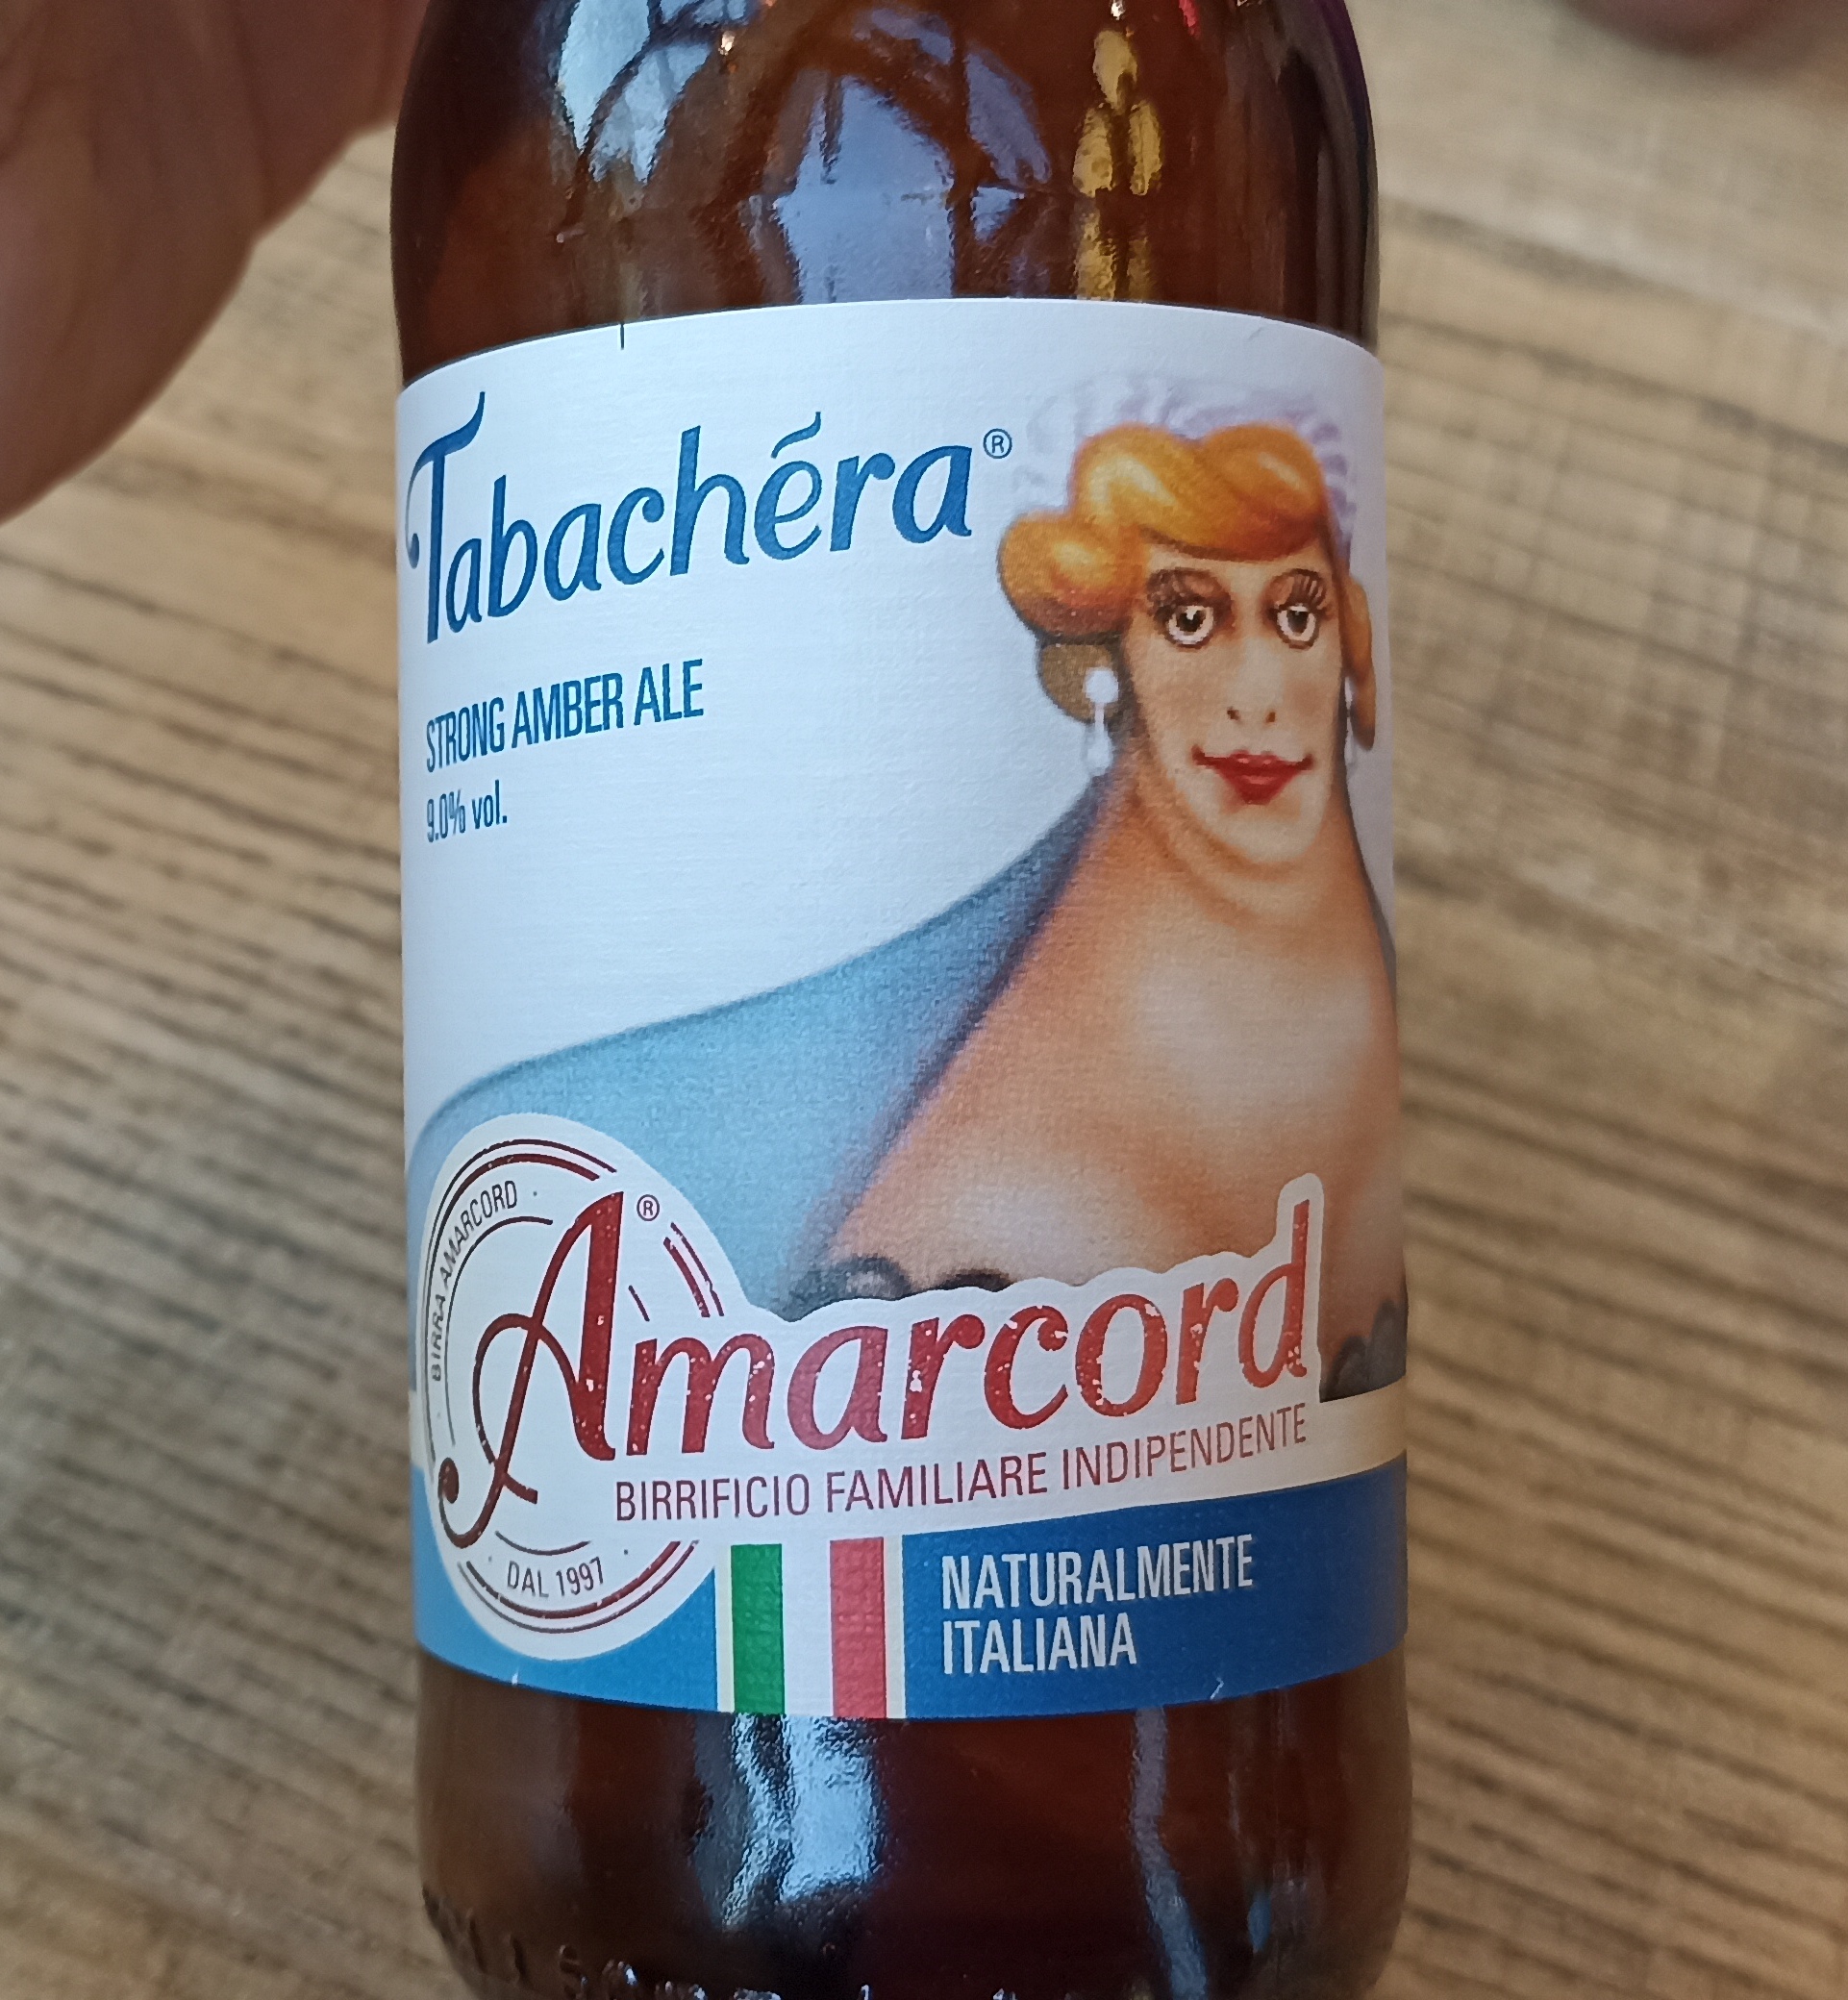 Tabachéra®
STRONG AMBER ALE
9.0% vol.
BIRRA AMARCORD
Amarcord®
BIRRIFICIO FAMILIARE INDIPENDENTE
DAL 1997
NATURALMENTE
ITALIANA